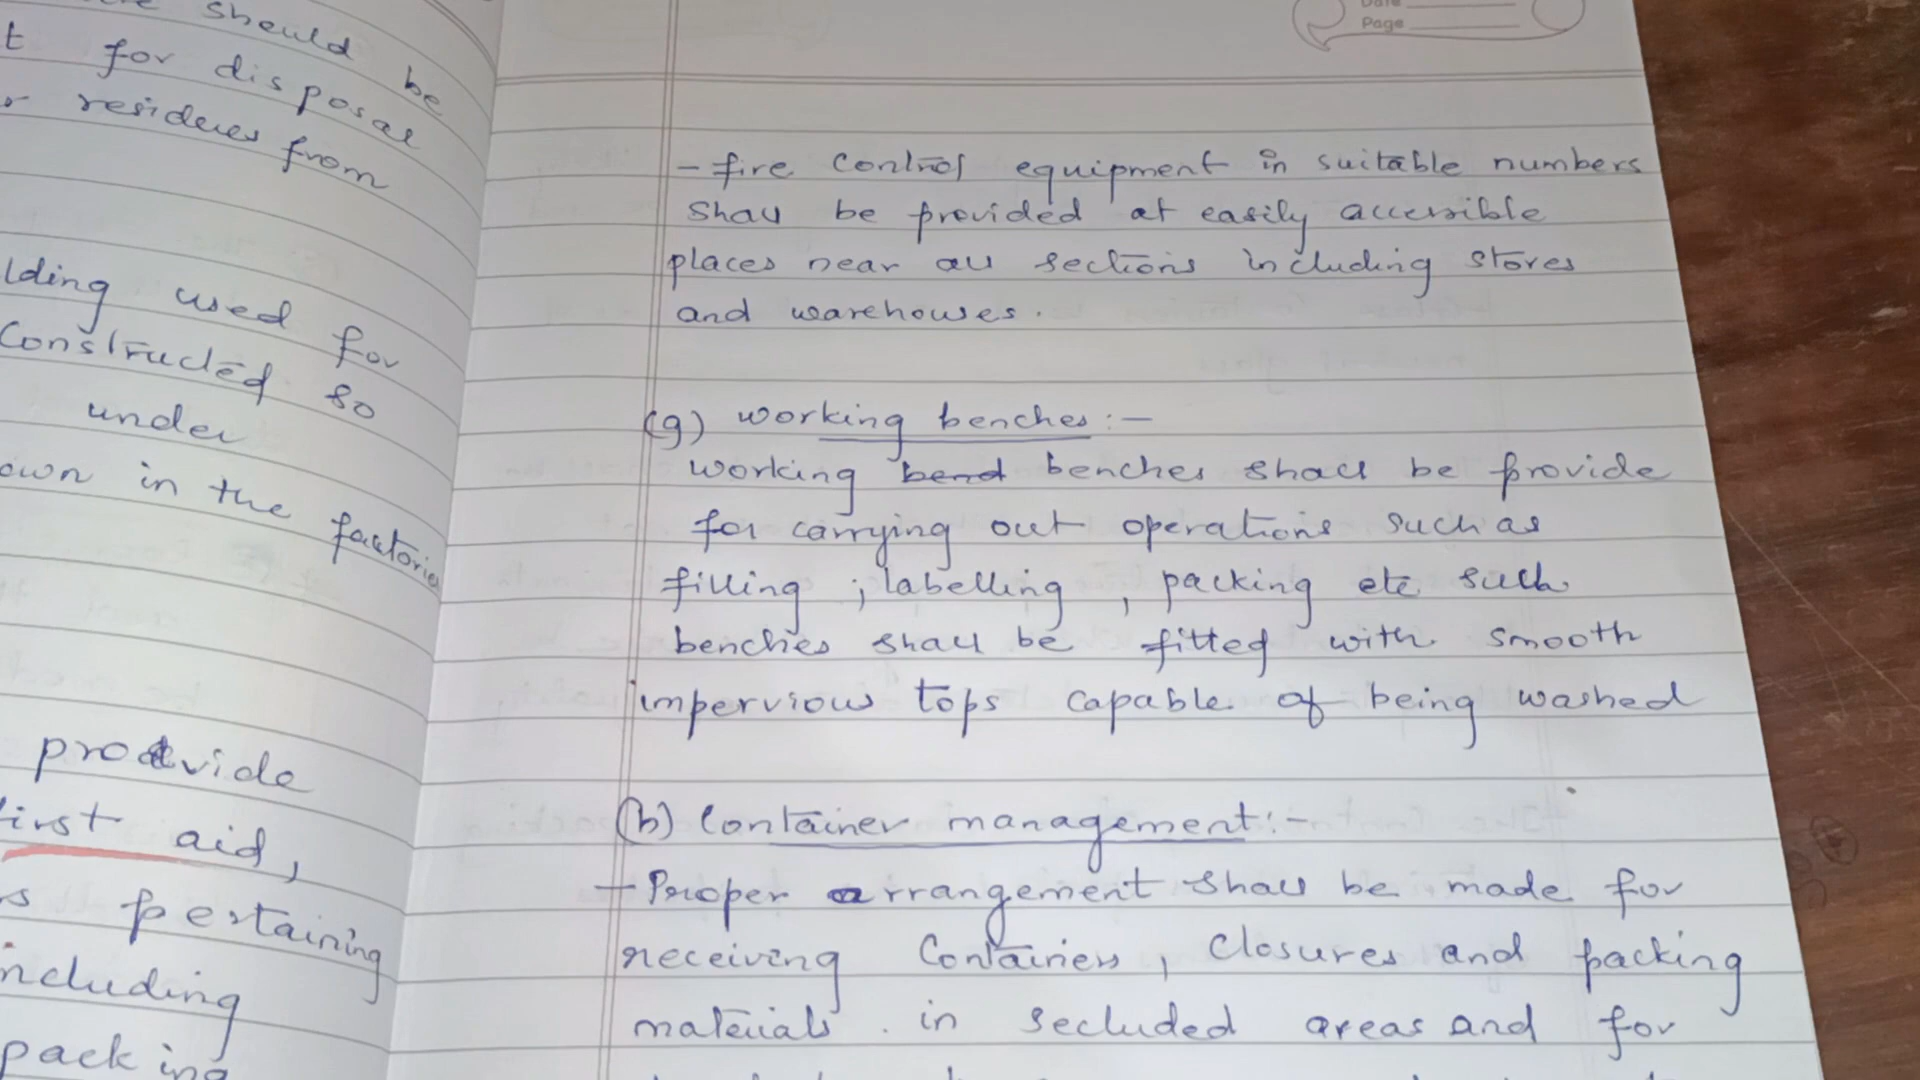 should be
t for disposal
residues from
lding used for
Constructed so
under
own in the factories
proovide
first aid,
s pertaining
including
packing
Date
Page
- fire control equipment in suitable numbers
shall be provided at easily accessible
places near all sections including stores
and warehouses.
(g) working benches :-
working bend benches shall be provide
for carrying out operations such as
filling ; labelling , packing etc such
benches shall be fitted with smooth
impervious tops capable of being washed
(h) Container management :-
- Proper arrangement shall be made for
receiving Containers, Closures and packing
materials . in secluded areas and for